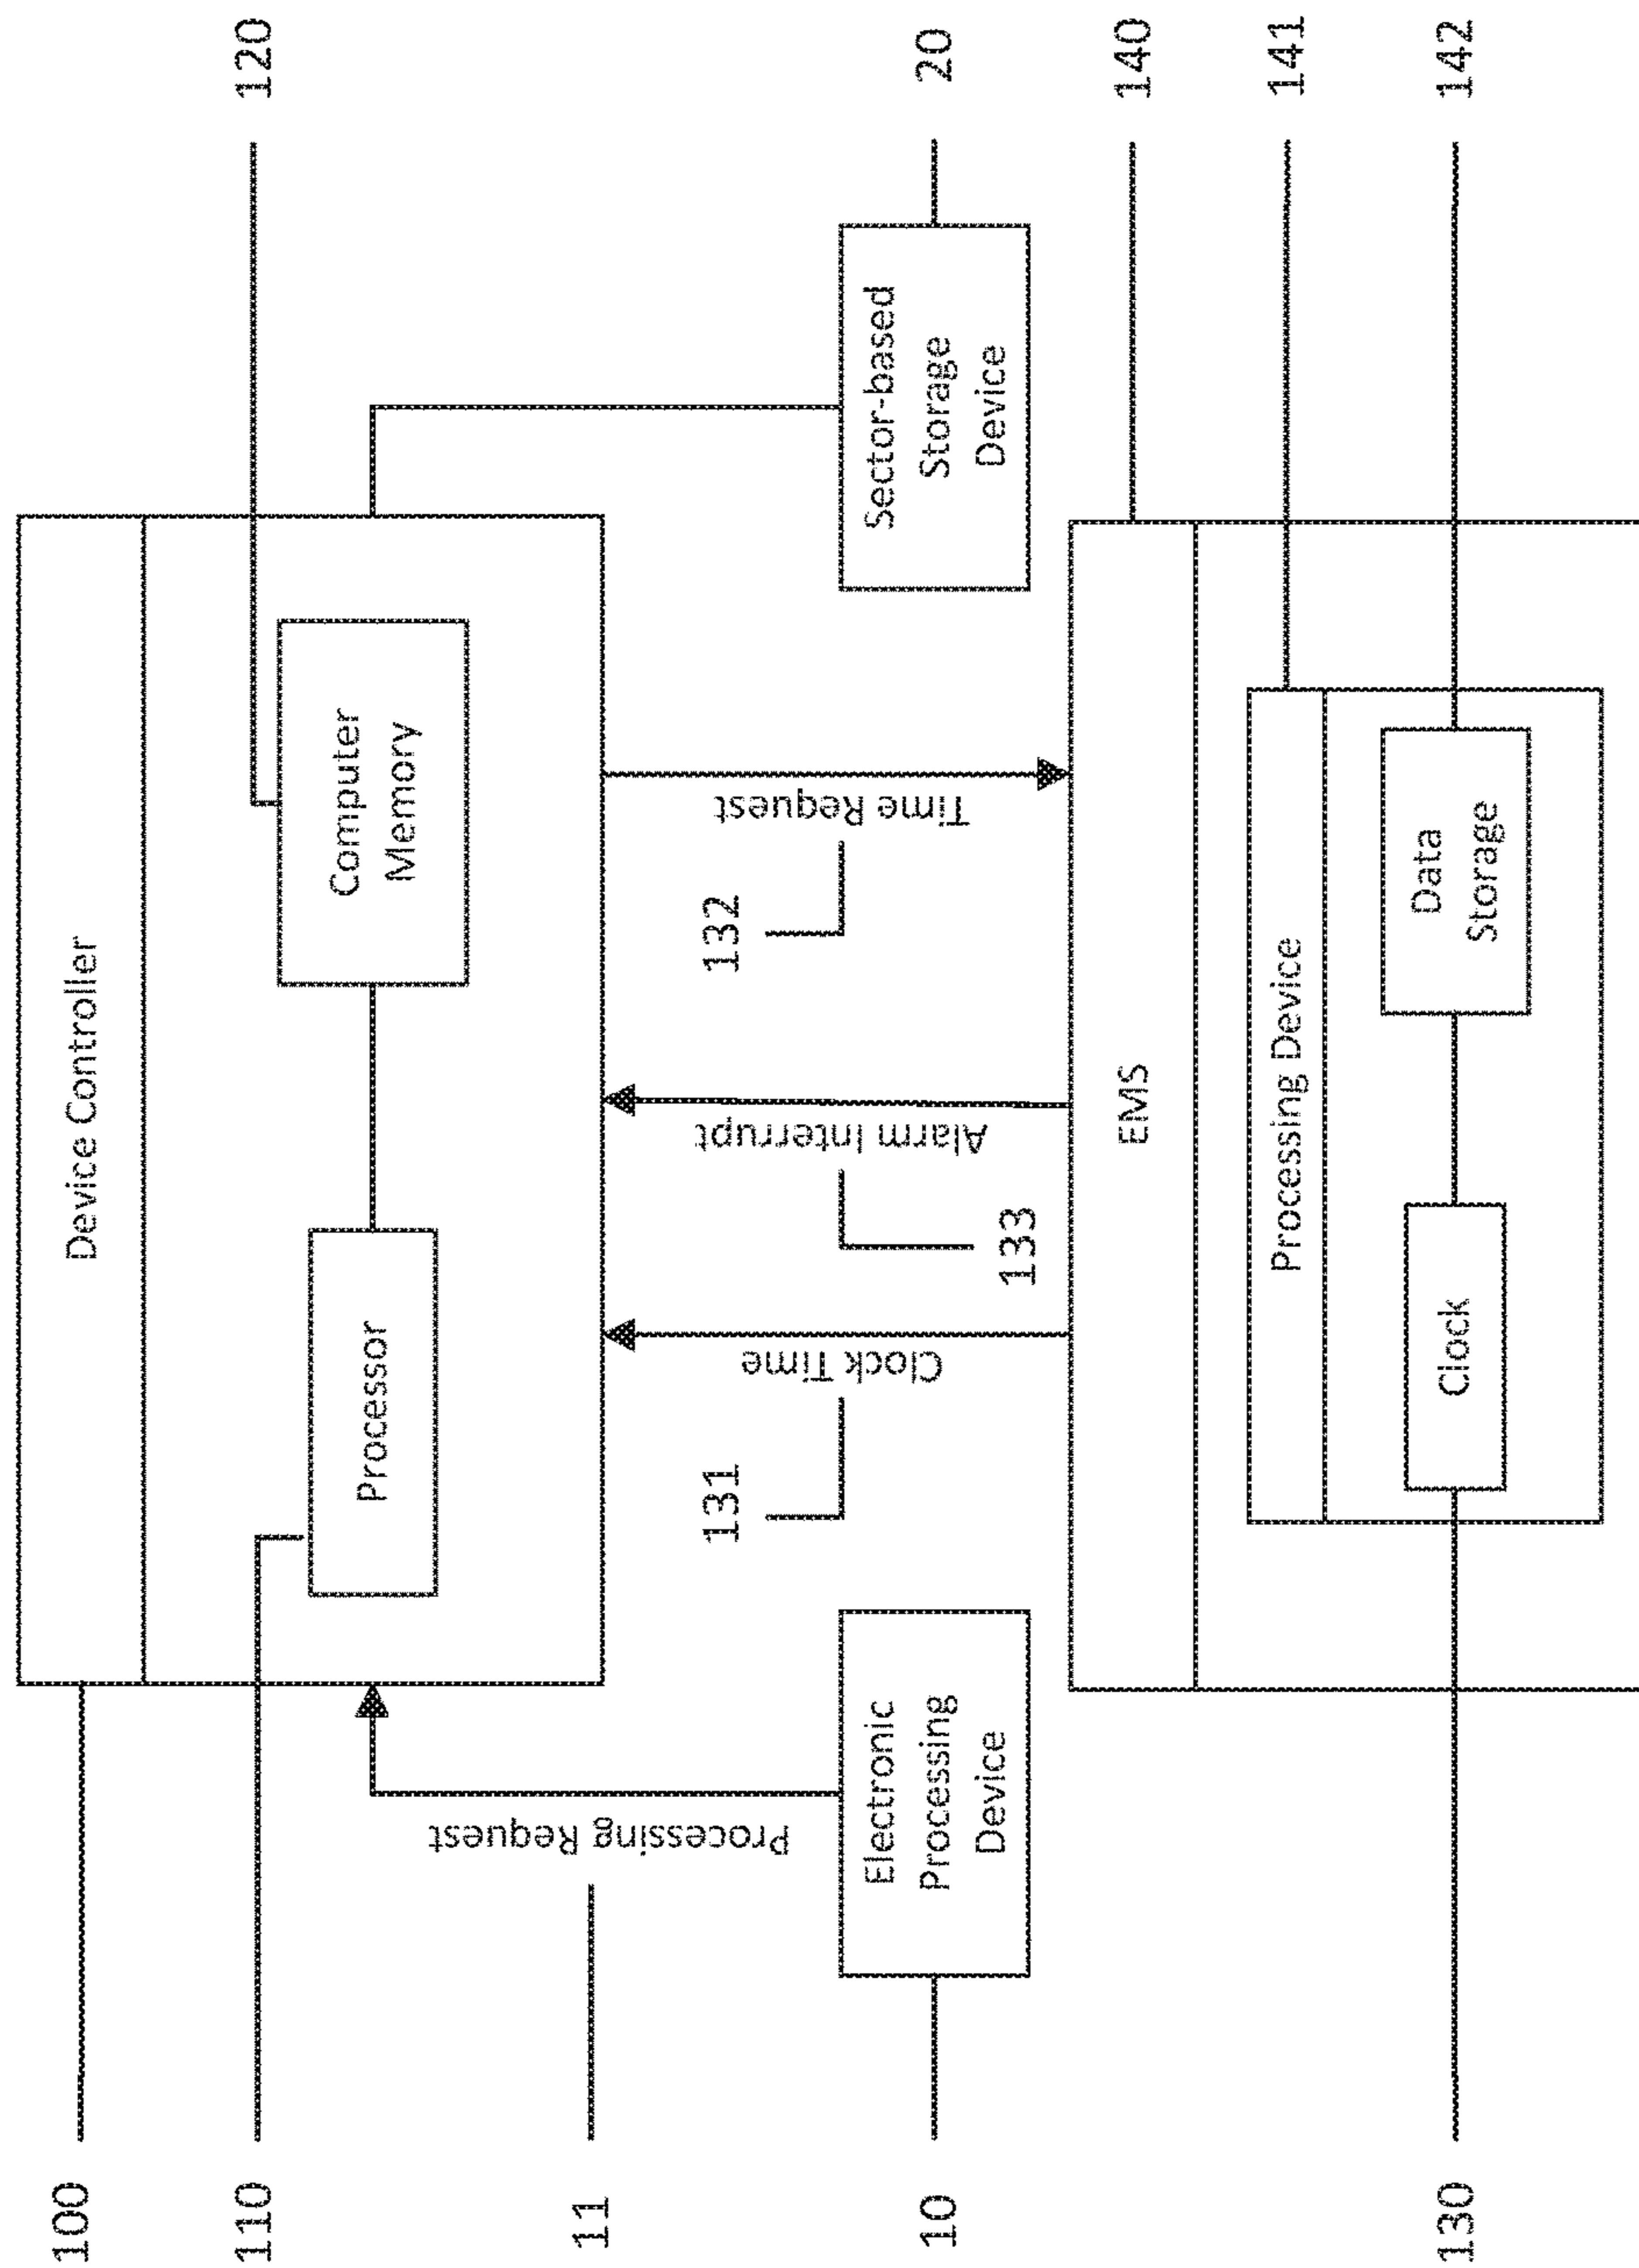 100
Device Controller
110
Processor
Computer
Memory
120
11
Processing Request
131
Clock Time
Alarm Interrupt
133
132
Time Request
10
Electronic
Processing
Device
Sector-based
Storage
Device
20
EMS
140
Processing Device
141
130
Clock
Data
Storage
142